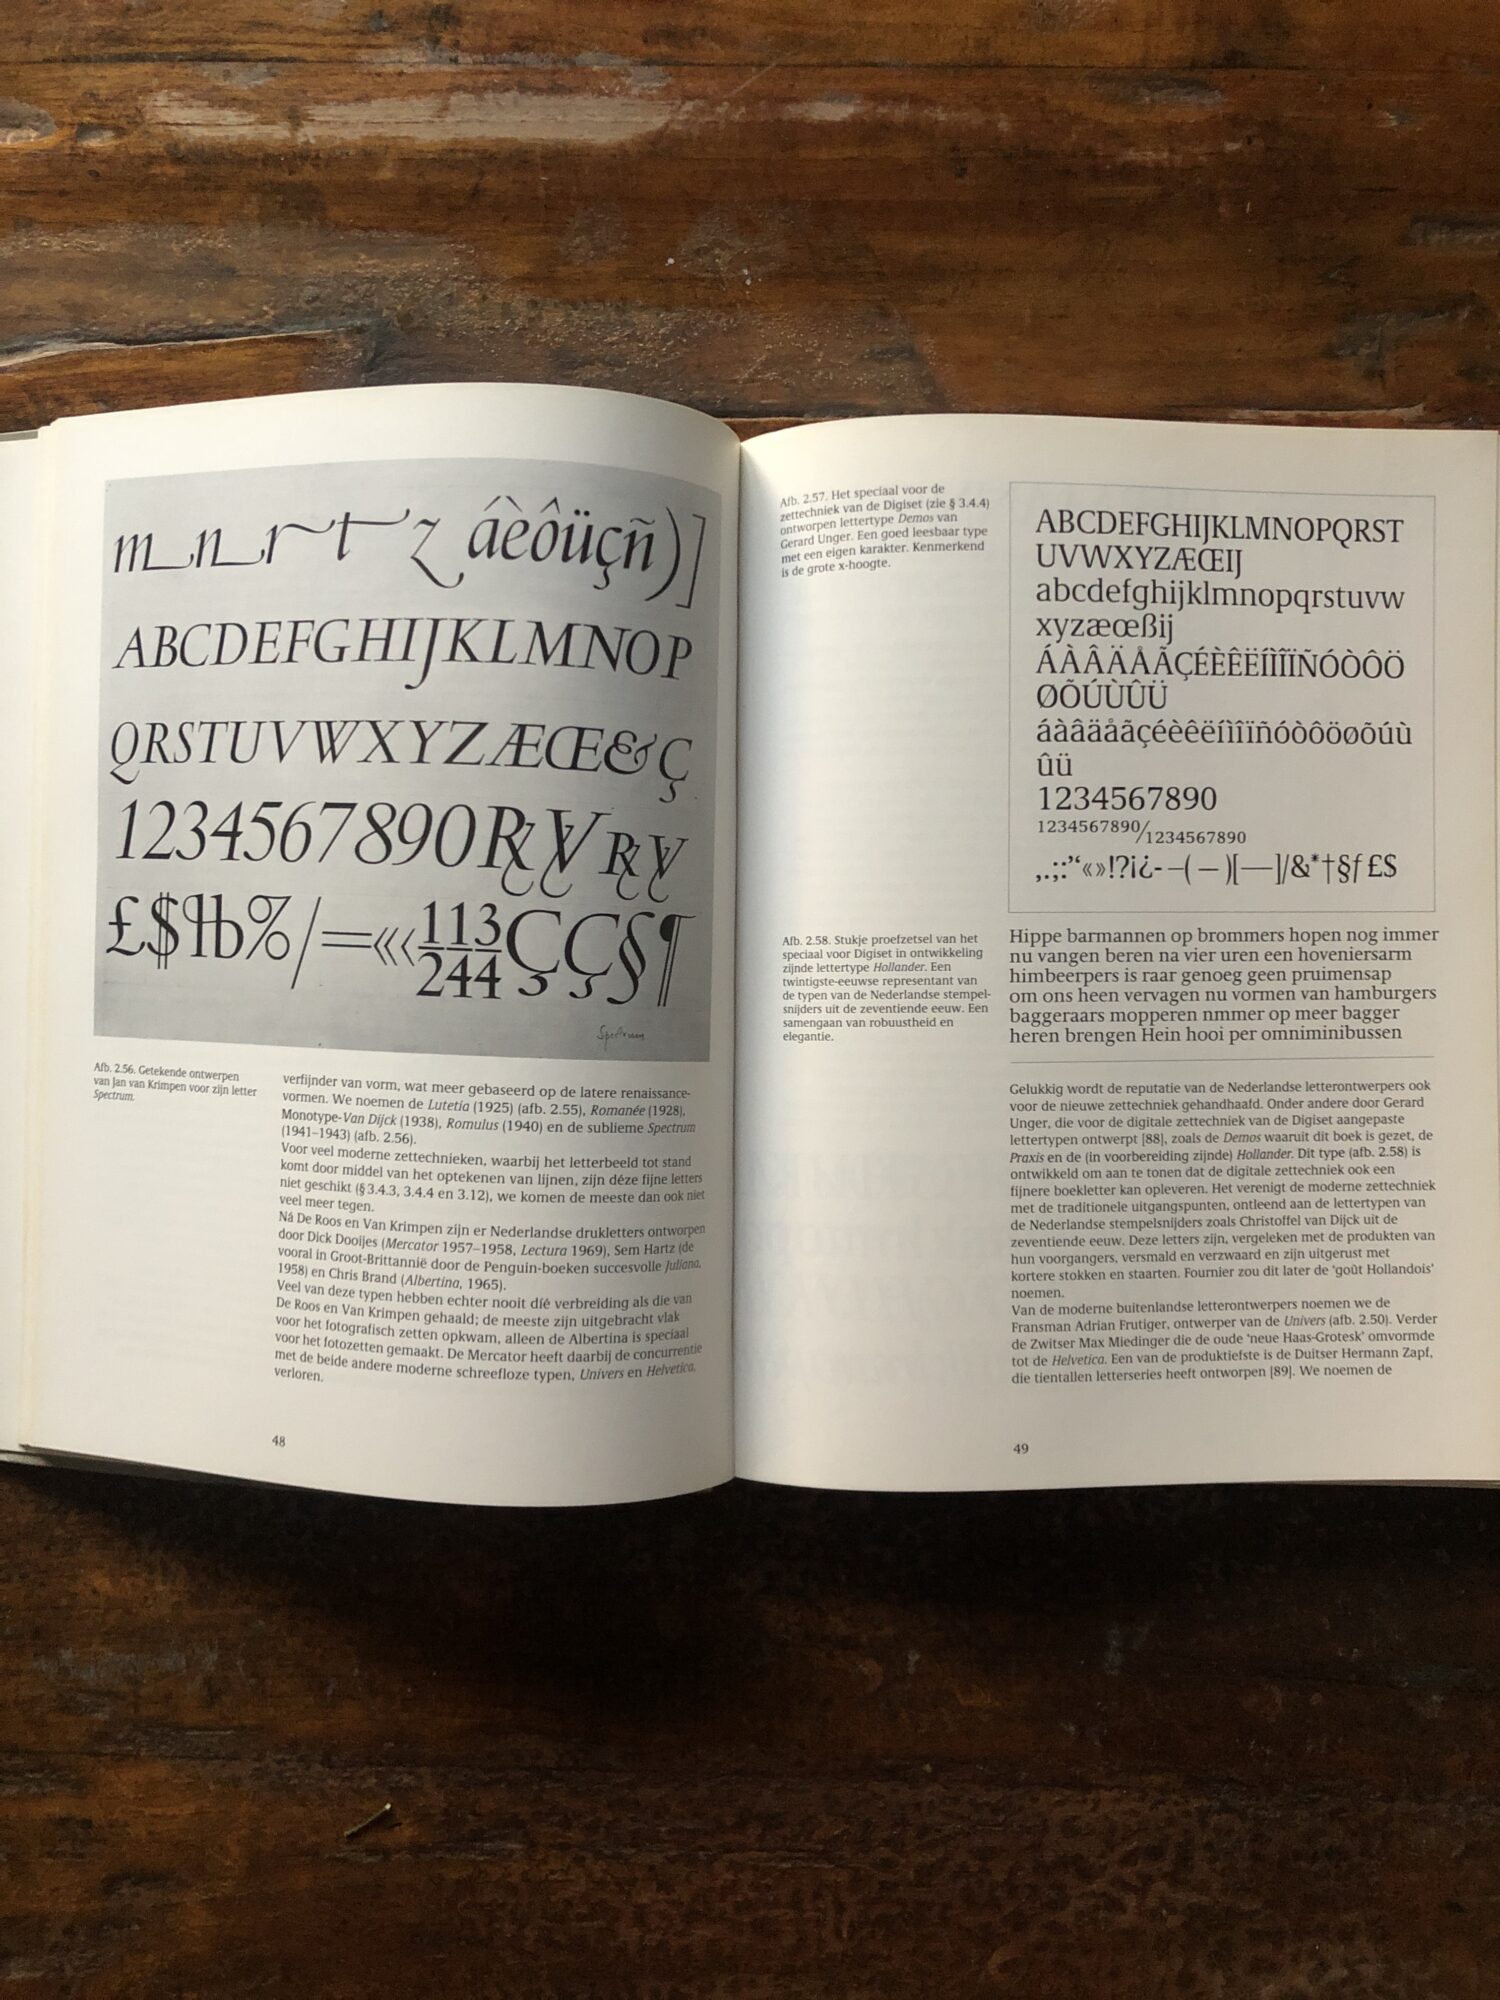 m n r t z âèôüçñ)]
ABCDEFGHIJKLMNOP
QRSTUVWXYZÆŒ&Ç
1234567890
£$ %/=«‹ 113/244 ÇÇ§¶
Spectrum
Afb. 2.56. Getekende ontwerpen
van Jan van Krimpen voor zijn letter
Spectrum.
verfijnder van vorm, wat meer gebaseerd op de latere renaissance-
vormen. We noemen de Lutetia (1925) (afb. 2.55), Romanée (1928),
Monotype-Van Dijck (1938), Romulus (1940) en de sublieme Spectrum
(1941–1943) (afb. 2.56).
Voor veel moderne zettechnieken, waarbij het letterbeeld tot stand
komt door middel van het optekenen van lijnen, zijn déze fijne letters
niet geschikt (§ 3.4.3, 3.4.4 en 3.12), we komen de meeste dan ook niet
veel meer tegen.
Ná De Roos en Van Krimpen zijn er Nederlandse drukletters ontworpen
door Dick Dooijes (Mercator 1957–1958, Lectura 1969), Sem Hartz (de
vooral in Groot-Brittannië door de Penguin-boeken succesvolle Juliana,
1958) en Chris Brand (Albertina, 1965).
Veel van deze typen hebben echter nooit díé verbreiding als die van
De Roos en Van Krimpen gehaald; de meeste zijn uitgebracht vlak
voor het fotografisch zetten opkwam, alleen de Albertina is speciaal
voor het fotozetten gemaakt. De Mercator heeft daarbij de concurrentie
met de beide andere moderne schreefloze typen, Univers en Helvetica,
verloren.
48
Afb. 2.57. Het speciaal voor de
zettechniek van de Digiset (zie § 3.4.4)
ontworpen lettertype Demos van
Gerard Unger. Een goed leesbaar type
met een eigen karakter. Kenmerkend
is de grote x-hoogte.
ABCDEFGHIJKLMNOPQRST
UVWXYZÆŒIJ
abcdefghijklmnopqrstuvw
xyzæœßij
ÁÀÂÄÅÃÇÉÈÊËÍÌÎÏÑÓÒÔÖ
ØÕÚÙÛÜ
áàâäåãçéèêëíìîïñóòôöøõúù
ûü
1234567890
1234567890/1234567890
,.;:’‘«»!?¡¿- –( — )[—]/&*†§ƒ£$
Afb. 2.58. Stukje proefzetsel van het
speciaal voor Digiset in ontwikkeling
zijnde lettertype Hollander. Een
twintigste-eeuwse representant van
de typen van de Nederlandse stempel-
snijders uit de zeventiende eeuw. Een
samengaan van robuustheid en
elegantie.
Hippe barmannen op brommers hopen nog immer
nu vangen beren na vier uren een hoveniersarm
himbeerpers is raar genoeg geen pruimensap
om ons heen vervagen nu vormen van hamburgers
baggeraars mopperen nmmer op meer bagger
heren brengen Hein hooi per omniminibussen
Gelukkig wordt de reputatie van de Nederlandse letterontwerpers ook
voor de nieuwe zettechniek gehandhaafd. Onder andere door Gerard
Unger, die voor de digitale zettechniek van de Digiset aangepaste
lettertypen ontwerpt [88], zoals de Demos waaruit dit boek is gezet, de
Praxis en de (in voorbereiding zijnde) Hollander. Dit type (afb. 2.58) is
ontwikkeld om aan te tonen dat de digitale zettechniek ook een
fijnere boekletter kan opleveren. Het verenigt de moderne zettechniek
met de traditionele uitgangspunten, ontleend aan de lettertypen van
de Nederlandse stempelsnijders zoals Christoffel van Dijck uit de
zeventiende eeuw. Deze letters zijn, vergeleken met de produkten van
hun voorgangers, versmald en verzwaard en zijn uitgerust met
kortere stokken en staarten. Fournier zou dit later de ‘goût Hollandois’
noemen.
Van de moderne buitenlandse letterontwerpers noemen we de
Fransman Adrian Frutiger, ontwerper van de Univers (afb. 2.50). Verder
de Zwitser Max Miedinger die de oude ‘neue Haas-Grotesk’ omvormde
tot de Helvetica. Een van de produktiefste is de Duitser Hermann Zapf,
die tientallen letterseries heeft ontworpen [89]. We noemen de
49